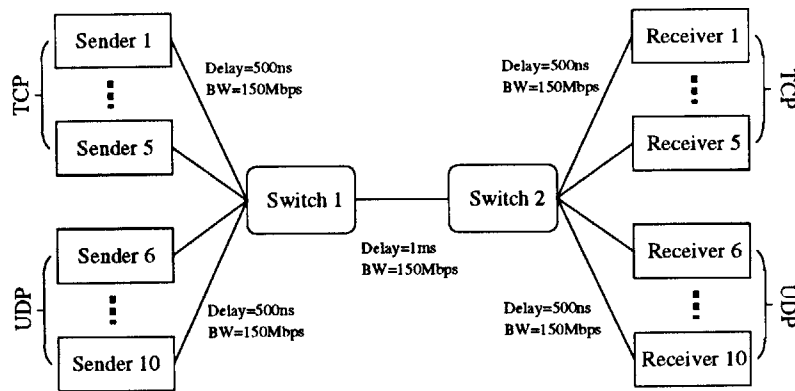 Sender 1
TCP
Sender 5
Delay=500ns
BW=150Mbps
Delay=500ns
BW=150Mbps
Receiver 1
TCP
Receiver 5
Switch 1
Switch 2
Delay=1ms
BW=150Mbps
Sender 6
UDP
Sender 10
Delay=500ns
BW=150Mbps
Delay=500ns
BW=150Mbps
Receiver 6
UDP
Receiver 10